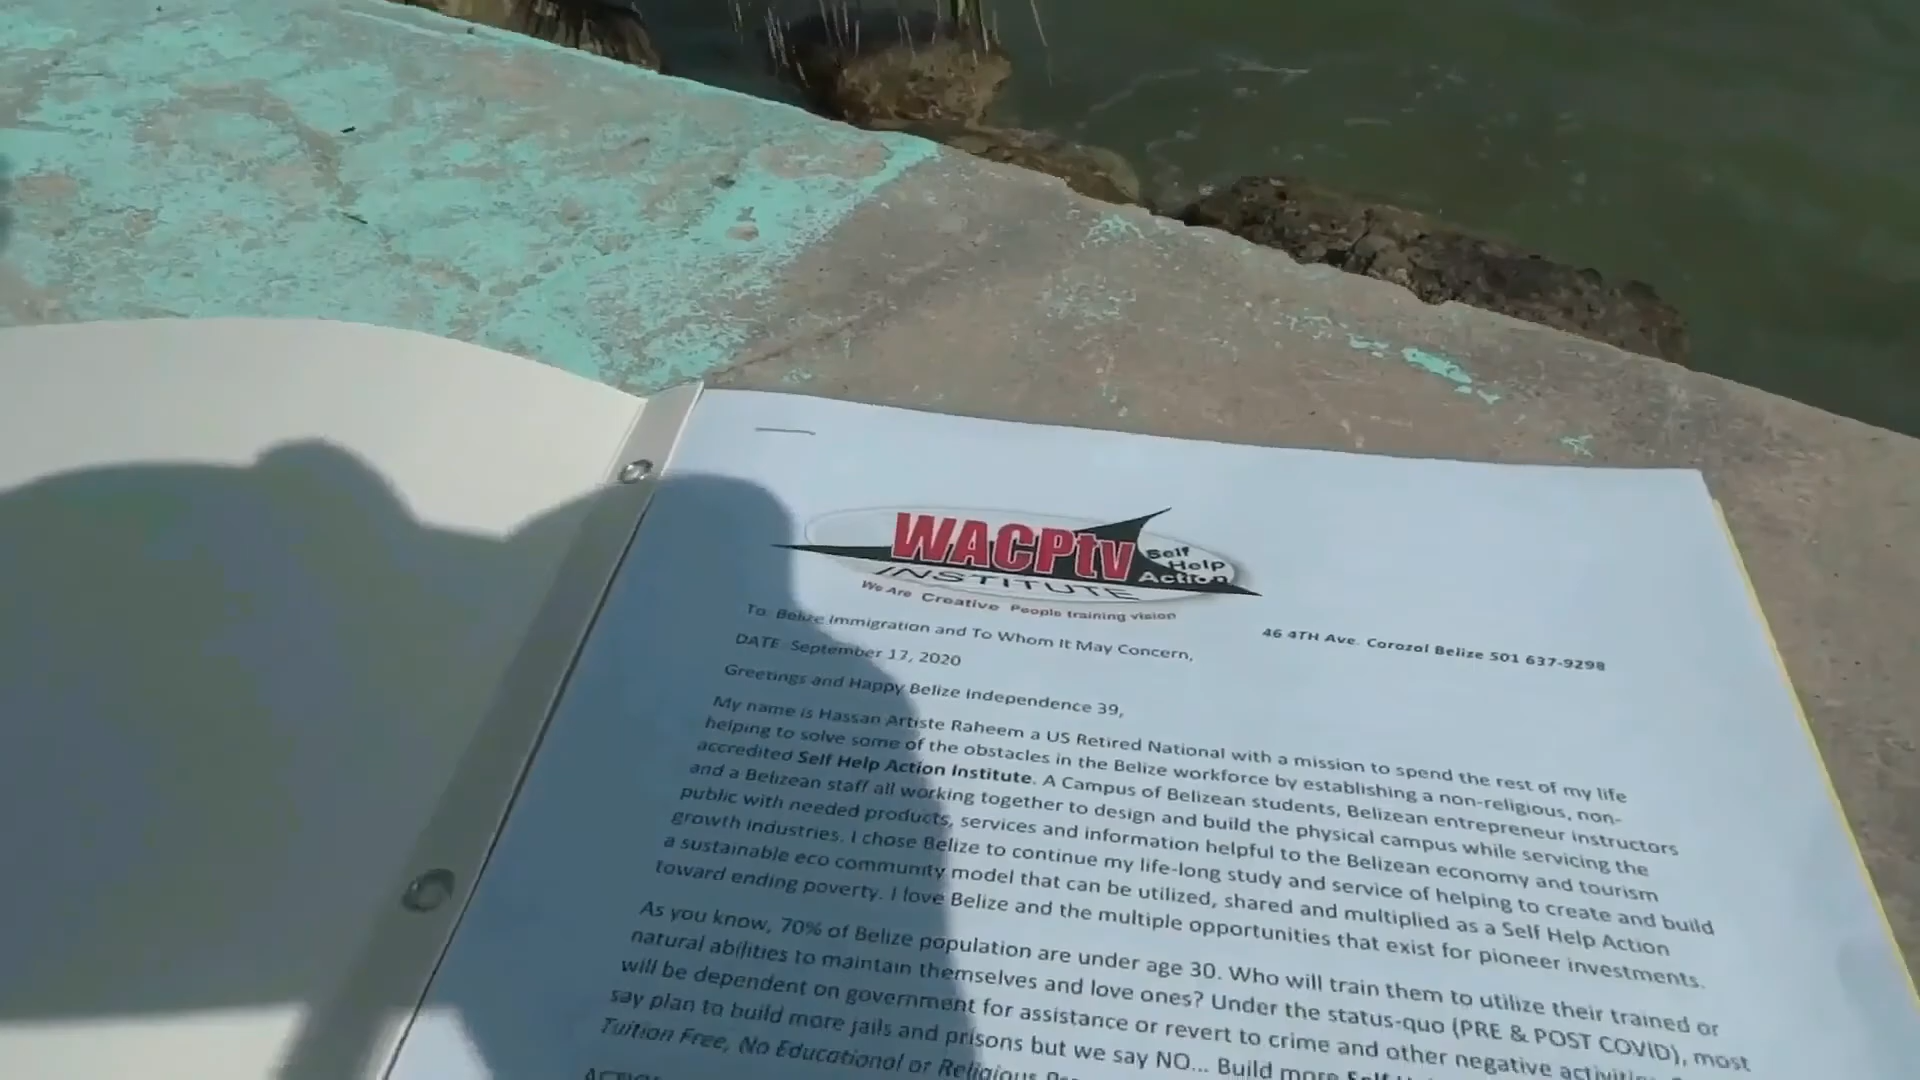 WACPtv
INSTITUTE
Self
Help
Action
We Are Creative People training vision
46 4TH Ave. Corozal Belize 501 637-9298
To: Belize Immigration and To Whom It May Concern,
DATE September 17, 2020
Greetings and Happy Belize Independence 39,
My name is Hassan Artiste Raheem a US Retired National with a mission to spend the rest of my life
helping to solve some of the obstacles in the Belize workforce by establishing a non-religious, non-
accredited Self Help Action Institute. A Campus of Belizean students, Belizean entrepreneur instructors
and a Belizean staff all working together to design and build the physical campus while servicing the
public with needed products, services and information helpful to the Belizean economy and tourism
growth industries. I chose Belize to continue my life-long study and service of helping to create and build
a sustainable eco community model that can be utilized, shared and multiplied as a Self Help Action
toward ending poverty. I love Belize and the multiple opportunities that exist for pioneer investments.
As you know, 70% of Belize population are under age 30. Who will train them to utilize their trained or
natural abilities to maintain themselves and love ones? Under the status-quo (PRE & POST COVID), most
will be dependent on government for assistance or revert to crime and other negative
say plan to build more jails and prisons but we say NO... Build more Self
Tuition Free, No Educational or Religious